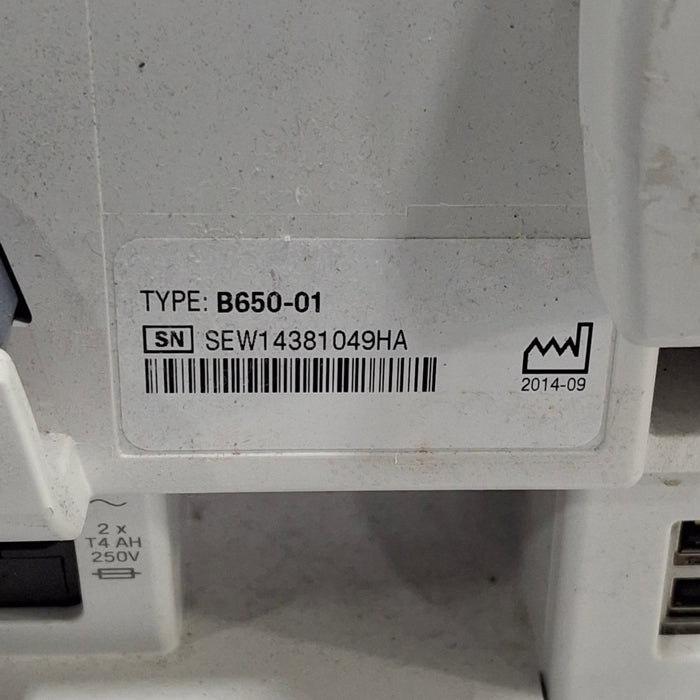 TYPE: B650-01
SN SEW14381049HA
2014-09
2 x
T4 AH
250V